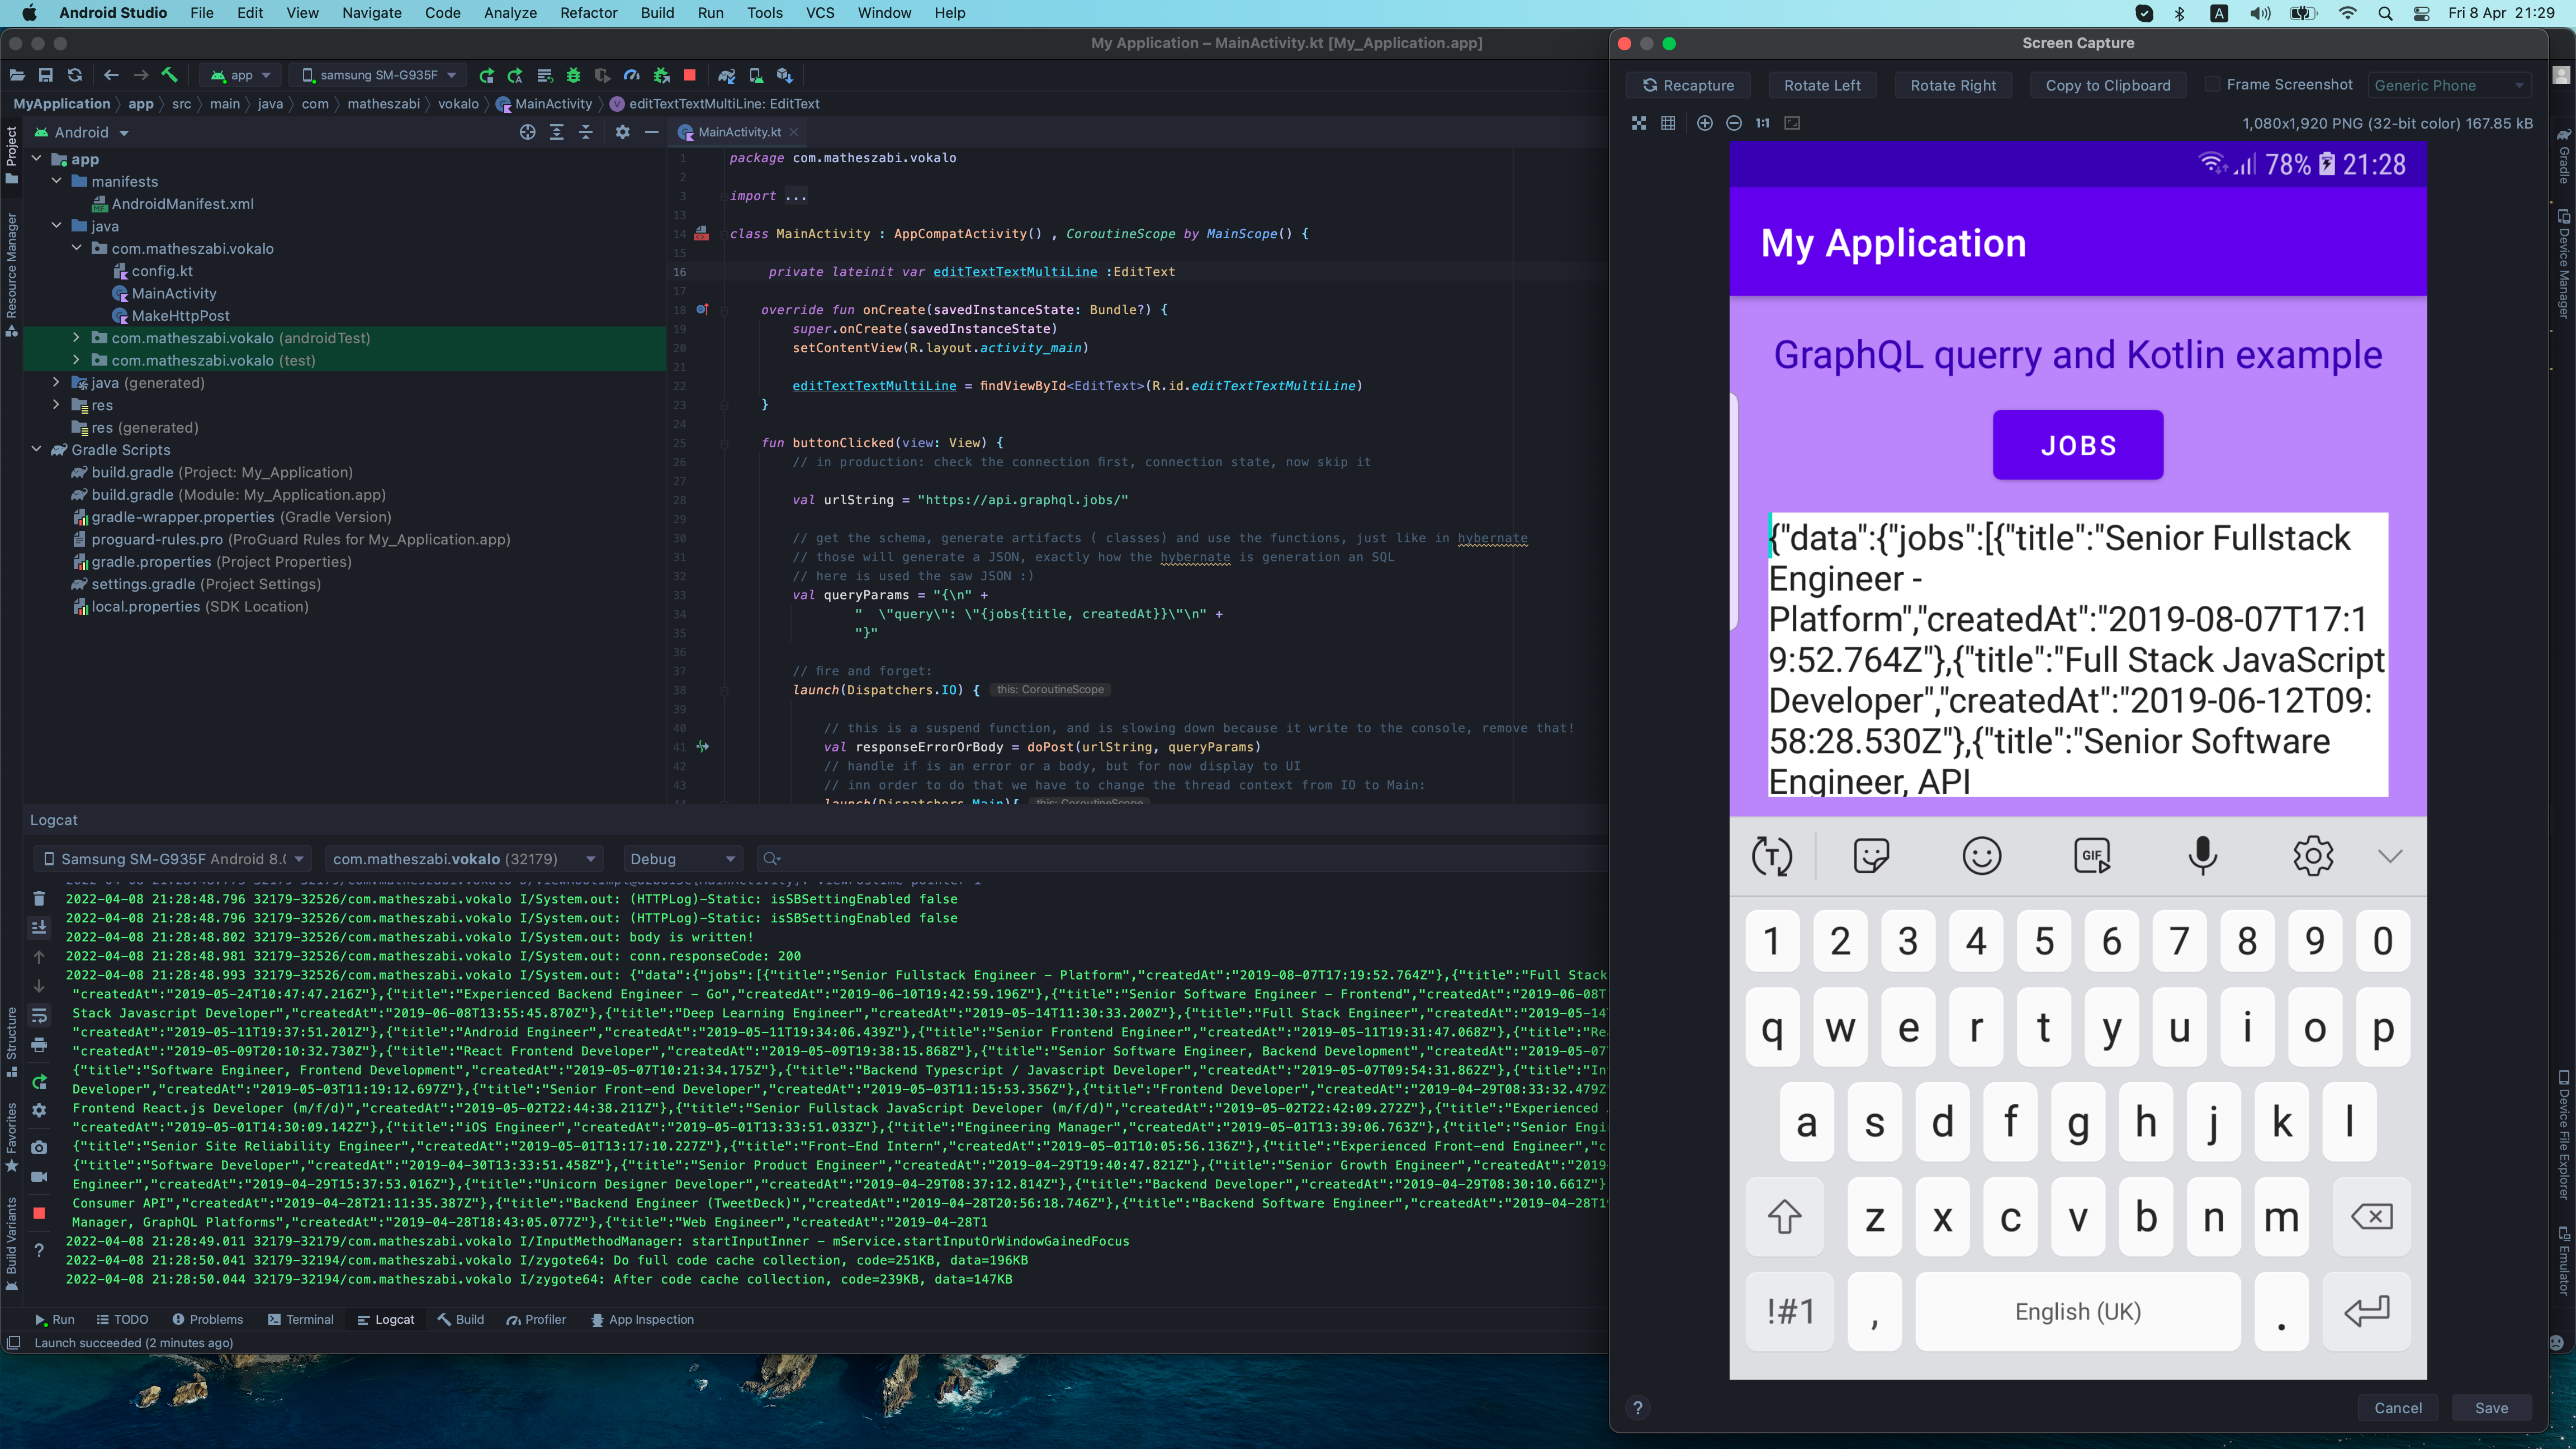 Android Studio File Edit View Navigate Code Analyze Refactor Build Run Tools VCS Window Help
A Fri 8 Apr 21:29
My Application – MainActivity.kt [My_Application.app]
app samsung SM-G935F
MyApplication app src main java com matheszabi vokalo MainActivity editTextTextMultiLine: EditText
Project
Resource Manager
Structure
Favorites
Build Variants
Android
app
manifests
AndroidManifest.xml
java
com.matheszabi.vokalo
config.kt
MainActivity
MakeHttpPost
com.matheszabi.vokalo (androidTest)
com.matheszabi.vokalo (test)
java (generated)
res
res (generated)
Gradle Scripts
build.gradle (Project: My_Application)
build.gradle (Module: My_Application.app)
gradle-wrapper.properties (Gradle Version)
proguard-rules.pro (ProGuard Rules for My_Application.app)
gradle.properties (Project Properties)
settings.gradle (Project Settings)
local.properties (SDK Location)
MainActivity.kt
1 package com.matheszabi.vokalo
2
3 import ...
13
14 class MainActivity : AppCompatActivity() , CoroutineScope by MainScope() {
15
16 private lateinit var editTextTextMultiLine :EditText
17
18 override fun onCreate(savedInstanceState: Bundle?) {
19 super.onCreate(savedInstanceState)
20 setContentView(R.layout.activity_main)
21
22 editTextTextMultiLine = findViewById<EditText>(R.id.editTextTextMultiLine)
23 }
24
25 fun buttonClicked(view: View) {
26 // in production: check the connection first, connection state, now skip it
27
28 val urlString = "https://api.graphql.jobs/"
29
30 // get the schema, generate artifacts ( classes) and use the functions, just like in hybernate
31 // those will generate a JSON, exactly how the hybernate is generation an SQL
32 // here is used the saw JSON :)
33 val queryParams = "{\n" +
34 "  \"query\": \"{jobs{title, createdAt}}\"\n" +
35 "}"
36
37 // fire and forget:
38 launch(Dispatchers.IO) { this: CoroutineScope
39
40 // this is a suspend function, and is slowing down because it write to the console, remove that!
41 val responseErrorOrBody = doPost(urlString, queryParams)
42 // handle if is an error or a body, but for now display to UI
43 // inn order to do that we have to change the thread context from IO to Main:
44 launch(Dispatchers.Main){ this: CoroutineScope
Logcat
Samsung SM-G935F Android 8.( com.matheszabi.vokalo (32179) Debug
2022-04-08 21:28:48.796 32179-32526/com.matheszabi.vokalo I/System.out: (HTTPLog)-Static: isSBSettingEnabled false
2022-04-08 21:28:48.796 32179-32526/com.matheszabi.vokalo I/System.out: (HTTPLog)-Static: isSBSettingEnabled false
2022-04-08 21:28:48.802 32179-32526/com.matheszabi.vokalo I/System.out: body is written!
2022-04-08 21:28:48.981 32179-32526/com.matheszabi.vokalo I/System.out: conn.responseCode: 200
2022-04-08 21:28:48.993 32179-32526/com.matheszabi.vokalo I/System.out: {"data":{"jobs":[{"title":"Senior Fullstack Engineer - Platform","createdAt":"2019-08-07T17:19:52.764Z"},{"title":"Full Stack
"createdAt":"2019-05-24T10:47:47.216Z"},{"title":"Experienced Backend Engineer - Go","createdAt":"2019-06-10T19:42:59.196Z"},{"title":"Senior Software Engineer - Frontend","createdAt":"2019-06-08T
Stack Javascript Developer","createdAt":"2019-06-08T13:55:45.870Z"},{"title":"Deep Learning Engineer","createdAt":"2019-05-14T11:30:33.200Z"},{"title":"Full Stack Engineer","createdAt":"2019-05-14
"createdAt":"2019-05-11T19:37:51.201Z"},{"title":"Android Engineer","createdAt":"2019-05-11T19:34:06.439Z"},{"title":"Senior Frontend Engineer","createdAt":"2019-05-11T19:31:47.068Z"},{"title":"Rea
"createdAt":"2019-05-09T20:10:32.730Z"},{"title":"React Frontend Developer","createdAt":"2019-05-09T19:38:15.868Z"},{"title":"Senior Software Engineer, Backend Development","createdAt":"2019-05-07
{"title":"Software Engineer, Frontend Development","createdAt":"2019-05-07T10:21:34.175Z"},{"title":"Backend Typescript / Javascript Developer","createdAt":"2019-05-07T09:54:31.862Z"},{"title":"In
Developer","createdAt":"2019-05-03T11:19:12.697Z"},{"title":"Senior Front-end Developer","createdAt":"2019-05-03T11:15:53.356Z"},{"title":"Frontend Developer","createdAt":"2019-04-29T08:33:32.479Z"
Frontend React.js Developer (m/f/d)","createdAt":"2019-05-02T22:44:38.211Z"},{"title":"Senior Fullstack JavaScript Developer (m/f/d)","createdAt":"2019-05-02T22:42:09.272Z"},{"title":"Experienced
"createdAt":"2019-05-01T14:30:09.142Z"},{"title":"iOS Engineer","createdAt":"2019-05-01T13:33:51.033Z"},{"title":"Engineering Manager","createdAt":"2019-05-01T13:39:06.763Z"},{"title":"Senior Engi
{"title":"Senior Site Reliability Engineer","createdAt":"2019-05-01T13:17:10.227Z"},{"title":"Front-End Intern","createdAt":"2019-05-01T10:05:56.136Z"},{"title":"Experienced Front-end Engineer","c
{"title":"Software Developer","createdAt":"2019-04-30T13:33:51.458Z"},{"title":"Senior Product Engineer","createdAt":"2019-04-29T19:40:47.821Z"},{"title":"Senior Growth Engineer","createdAt":"2019-
Engineer","createdAt":"2019-04-29T15:37:53.016Z"},{"title":"Unicorn Designer Developer","createdAt":"2019-04-29T08:37:12.814Z"},{"title":"Backend Developer","createdAt":"2019-04-29T08:30:10.661Z"}
Consumer API","createdAt":"2019-04-28T21:11:35.387Z"},{"title":"Backend Engineer (TweetDeck)","createdAt":"2019-04-28T20:56:18.746Z"},{"title":"Backend Software Engineer","createdAt":"2019-04-28T19
Manager, GraphQL Platforms","createdAt":"2019-04-28T18:43:05.077Z"},{"title":"Web Engineer","createdAt":"2019-04-28T1
2022-04-08 21:28:49.011 32179-32179/com.matheszabi.vokalo I/InputMethodManager: startInputInner - mService.startInputOrWindowGainedFocus
2022-04-08 21:28:50.041 32179-32194/com.matheszabi.vokalo I/zygote64: Do full code cache collection, code=251KB, data=196KB
2022-04-08 21:28:50.044 32179-32194/com.matheszabi.vokalo I/zygote64: After code cache collection, code=239KB, data=147KB
Run TODO Problems Terminal Logcat Build Profiler App Inspection
Launch succeeded (2 minutes ago)
Screen Capture
Recapture Rotate Left Rotate Right Copy to Clipboard Frame Screenshot Generic Phone
1:1 1,080x1,920 PNG (32-bit color) 167.85 kB
78% 21:28
My Application
GraphQL querry and Kotlin example
JOBS
{"data":{"jobs":[{"title":"Senior Fullstack
Engineer -
Platform","createdAt":"2019-08-07T17:1
9:52.764Z"},{"title":"Full Stack JavaScript
Developer","createdAt":"2019-06-12T09:
58:28.530Z"},{"title":"Senior Software
Engineer, API
T GIF
1 2 3 4 5 6 7 8 9 0
q w e r t y u i o p
a s d f g h j k l
z x c v b n m
!#1 , English (UK) .
? Cancel Save
Gradle
Device Manager
Device File Explorer
Emulator